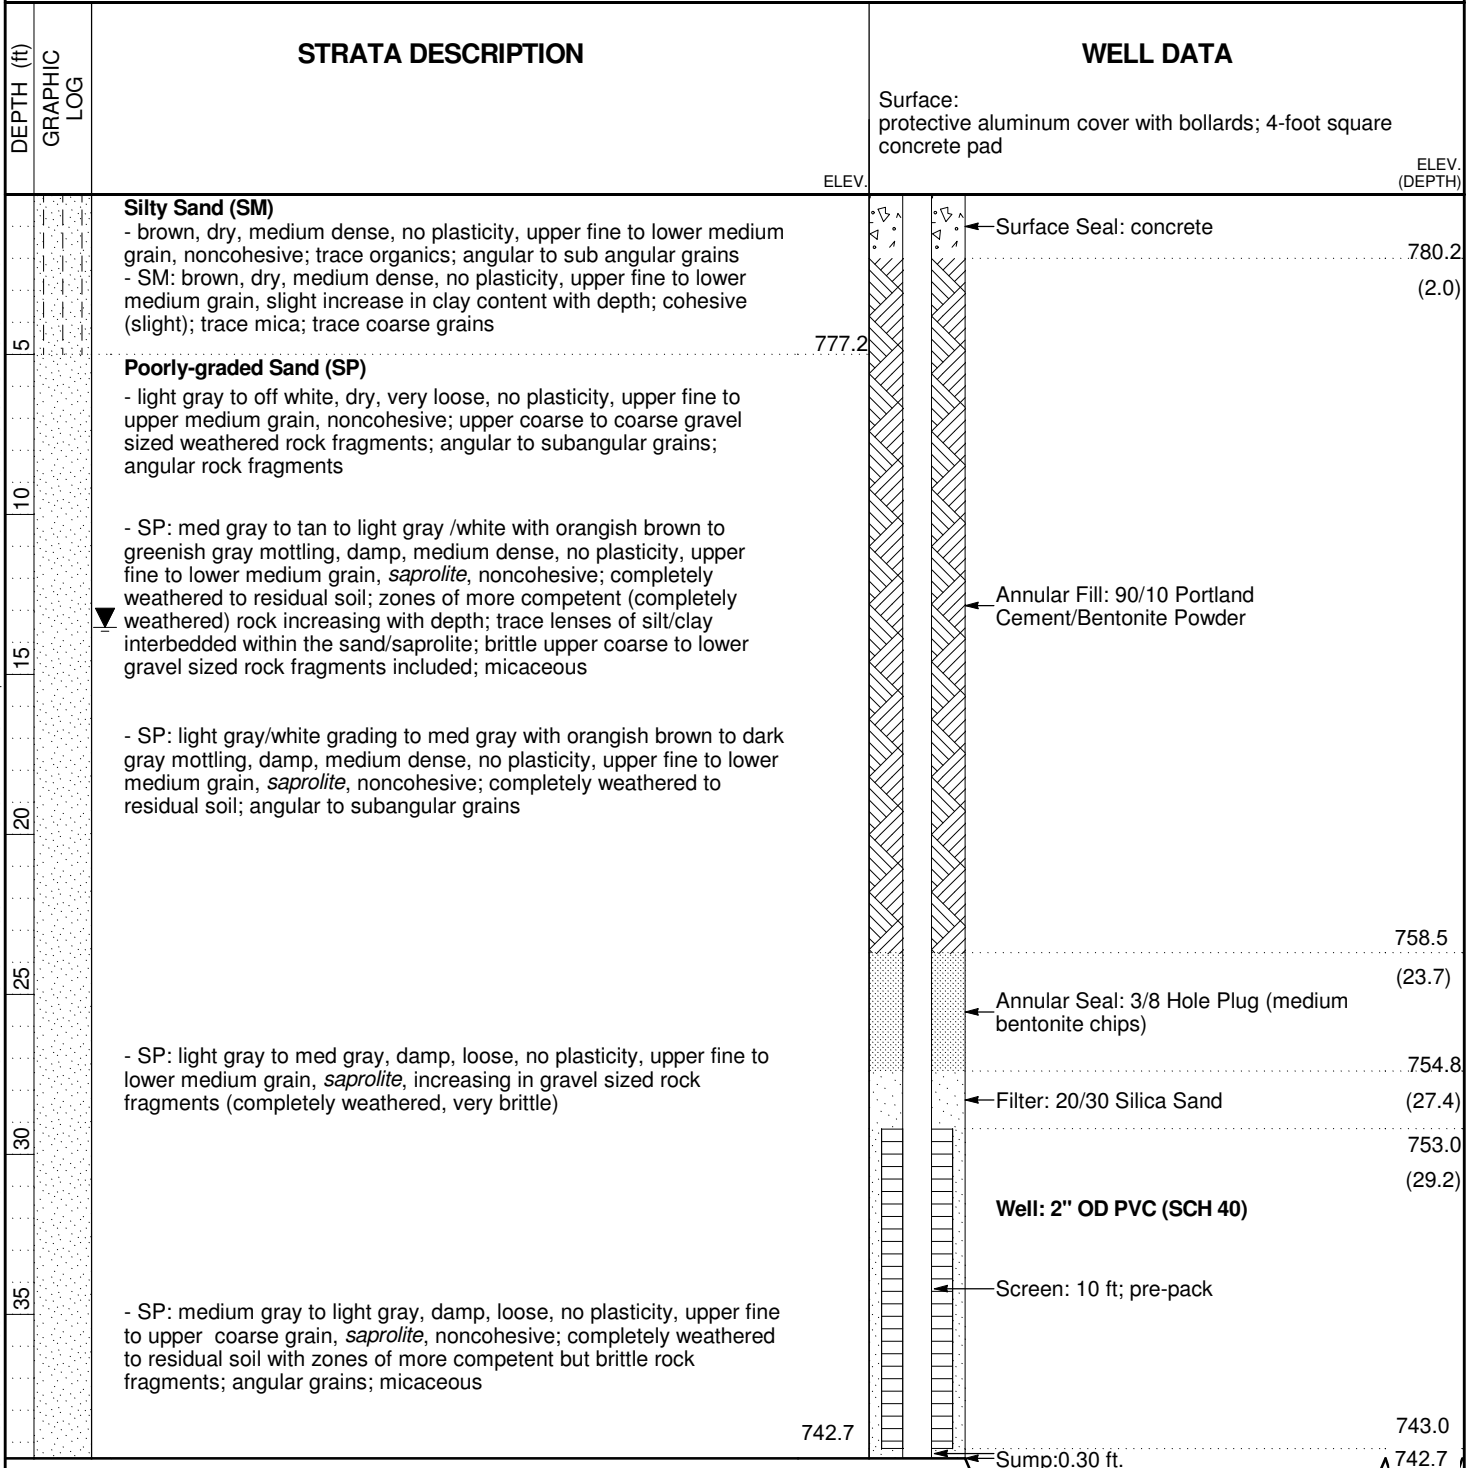 DEPTH (ft)
GRAPHIC
LOG
STRATA DESCRIPTION
ELEV.
WELL DATA
Surface:
protective aluminum cover with bollards; 4-foot square
concrete pad
ELEV.
(DEPTH)
Silty Sand (SM)
- brown, dry, medium dense, no plasticity, upper fine to lower medium
grain, noncohesive; trace organics; angular to sub angular grains
- SM: brown, dry, medium dense, no plasticity, upper fine to lower
medium grain, slight increase in clay content with depth; cohesive
(slight); trace mica; trace coarse grains
777.2
5
Poorly-graded Sand (SP)
- light gray to off white, dry, very loose, no plasticity, upper fine to
upper medium grain, noncohesive; upper coarse to coarse gravel
sized weathered rock fragments; angular to subangular grains;
angular rock fragments
10
- SP: med gray to tan to light gray /white with orangish brown to
greenish gray mottling, damp, medium dense, no plasticity, upper
fine to lower medium grain, saprolite, noncohesive; completely
weathered to residual soil; zones of more competent (completely
weathered) rock increasing with depth; trace lenses of silt/clay
interbedded within the sand/saprolite; brittle upper coarse to lower
gravel sized rock fragments included; micaceous
15
- SP: light gray/white grading to med gray with orangish brown to dark
gray mottling, damp, medium dense, no plasticity, upper fine to lower
medium grain, saprolite, noncohesive; completely weathered to
residual soil; angular to subangular grains
20
25
- SP: light gray to med gray, damp, loose, no plasticity, upper fine to
lower medium grain, saprolite, increasing in gravel sized rock
fragments (completely weathered, very brittle)
30
35
- SP: medium gray to light gray, damp, loose, no plasticity, upper fine
to upper coarse grain, saprolite, noncohesive; completely weathered
to residual soil with zones of more competent but brittle rock
fragments; angular grains; micaceous
742.7
Surface Seal: concrete
780.2
(2.0)
Annular Fill: 90/10 Portland
Cement/Bentonite Powder
758.5
(23.7)
Annular Seal: 3/8 Hole Plug (medium
bentonite chips)
754.8
Filter: 20/30 Silica Sand
(27.4)
753.0
(29.2)
Well: 2" OD PVC (SCH 40)
Screen: 10 ft; pre-pack
743.0
Sump:0.30 ft.
742.7